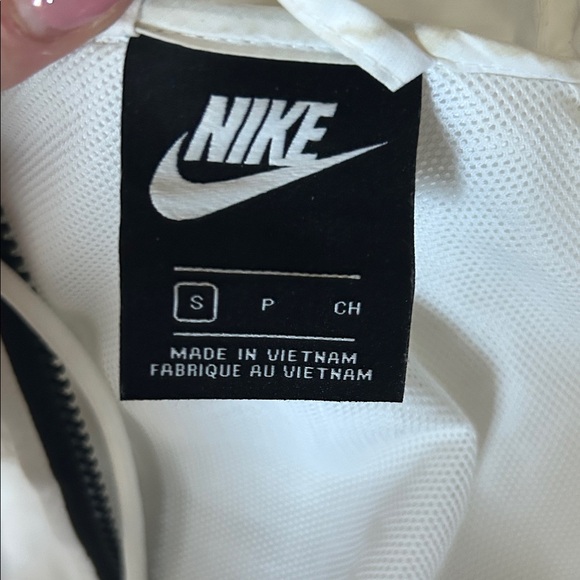 NIKE
S P CH
MADE IN VIETNAM
FABRIQUE AU VIETNAM